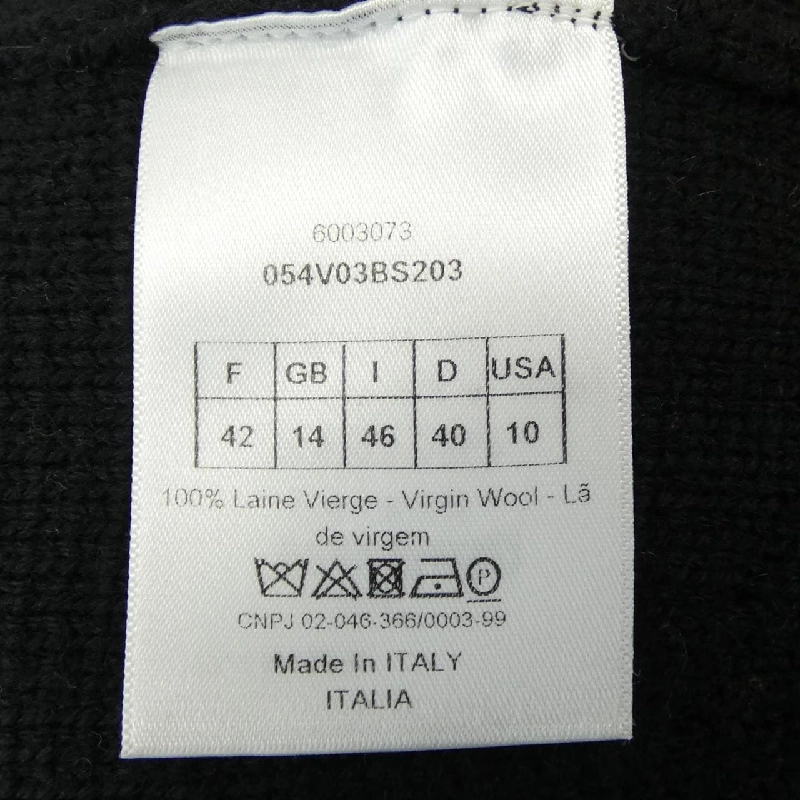 6003073
054V03BS203
F GB I D USA
42 14 46 40 10
100% Laine Vierge - Virgin Wool - Lã
de virgem
P
CNPJ 02-046-366/0003-99
Made In ITALY
ITALIA